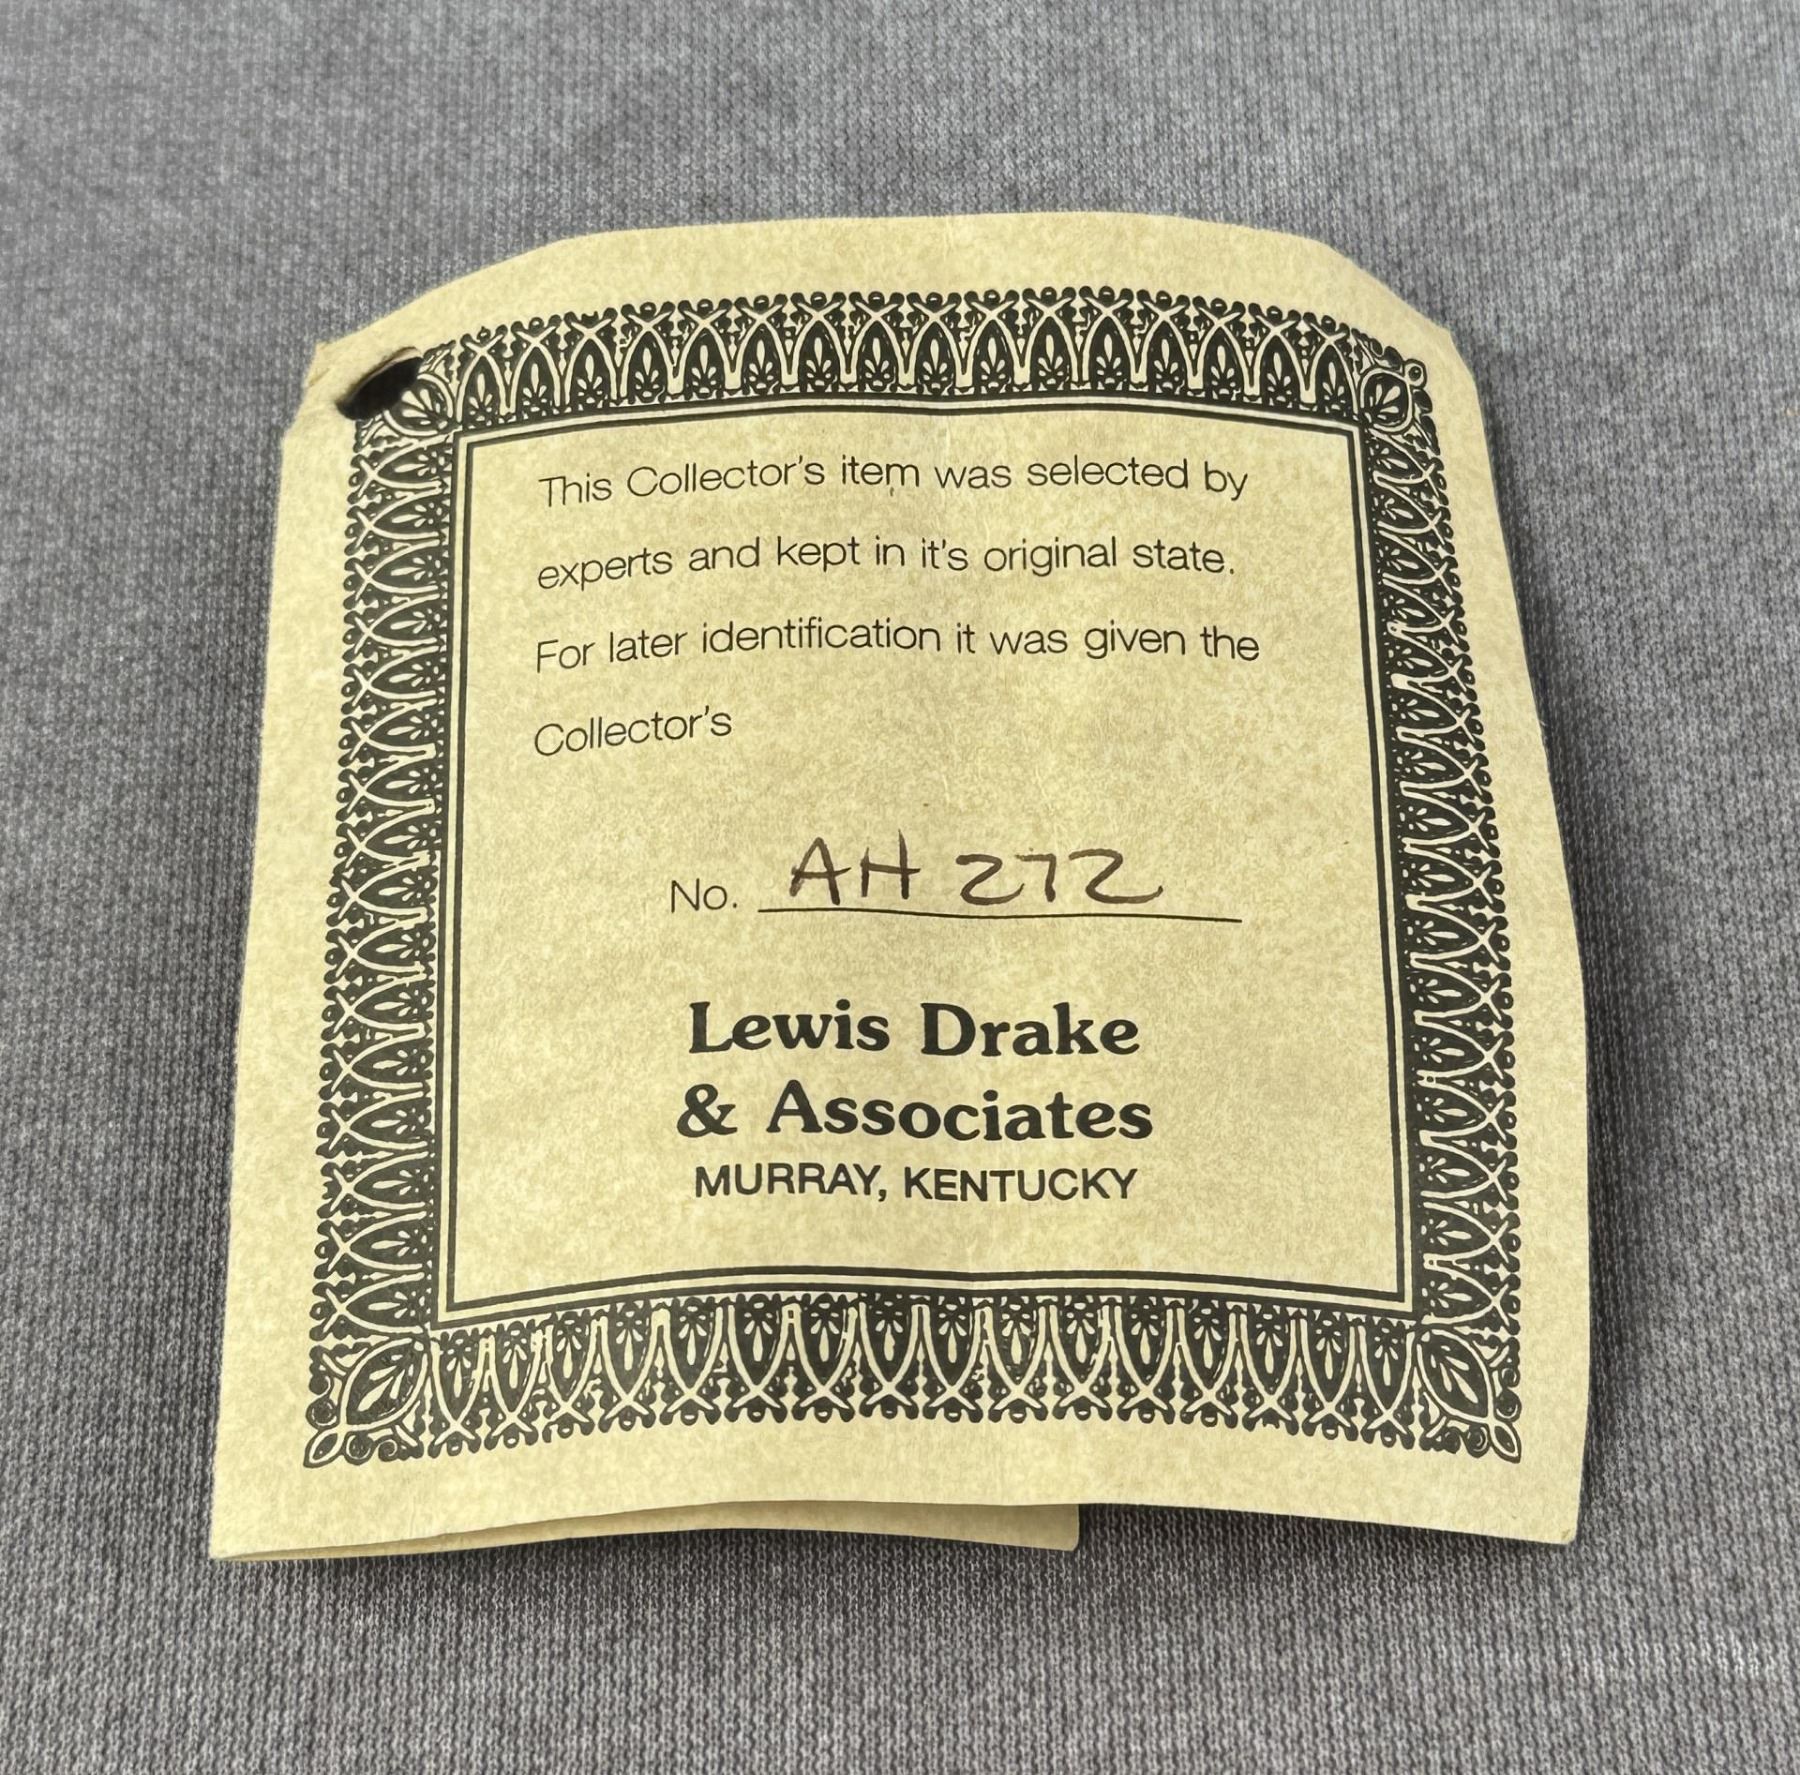 This Collector's item was selected by
experts and kept in it's original state.
For later identification it was given the
Collector's
No. AH 272
Lewis Drake
& Associates
MURRAY, KENTUCKY